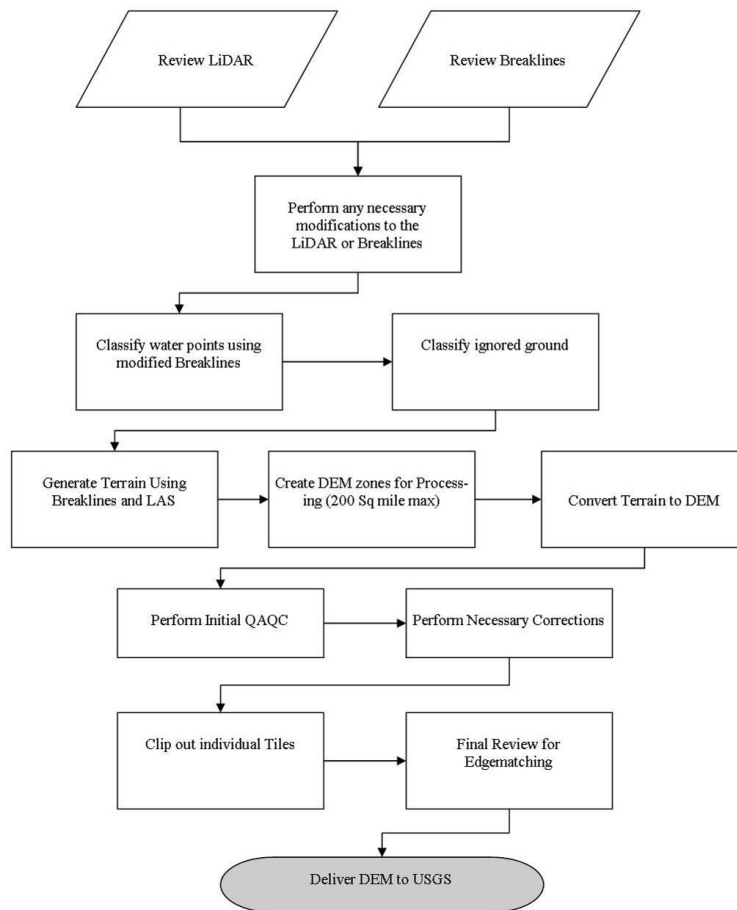 Review LiDAR
Review Breaklines
Perform any necessary
modifications to the
LiDAR or Breaklines
Classify water points using
modified Breaklines
Classify ignored ground
Generate Terrain Using
Breaklines and LAS
Create DEM zones for Process-
ing (200 Sq mile max)
Convert Terrain to DEM
Perform Initial QAQC
Perform Necessary Corrections
Clip out individual Tiles
Final Review for
Edgematching
Deliver DEM to USGS